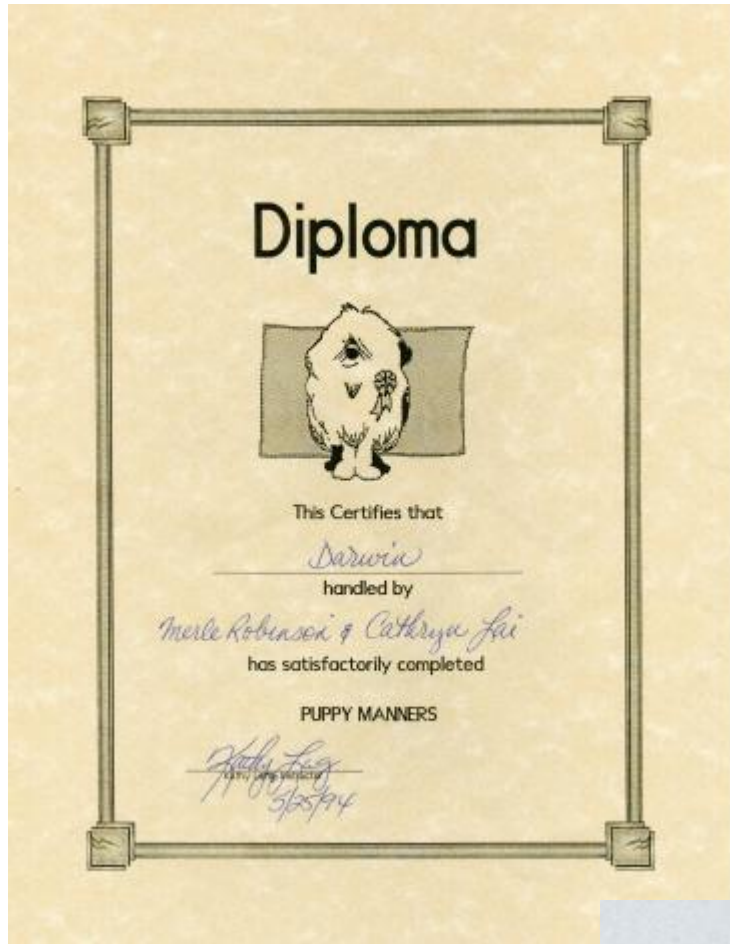 Diploma
This Certifies that
Darwin
handled by
Merle Robinson & Cathryn Lai
has satisfactorily completed
PUPPY MANNERS
Kathy
5/25/94